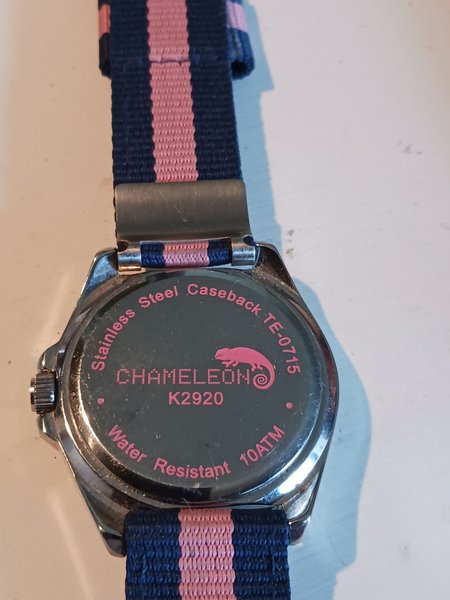 Stainless Steel Caseback TE-0715
CHAMELEON
K2920
Water Resistant 10ATM